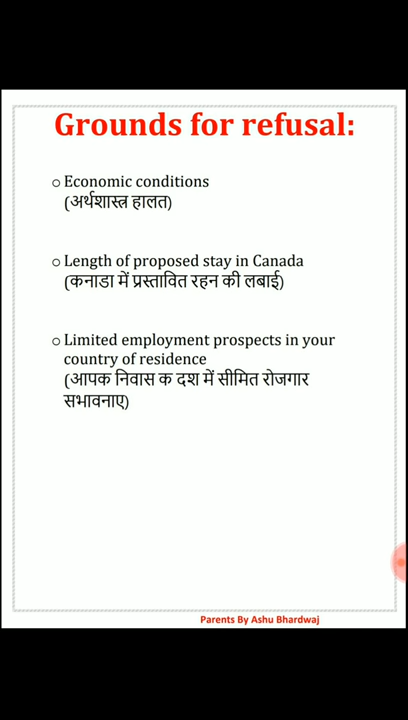 Grounds for refusal:
o Economic conditions
(अर्थशास्त्र हालत)
o Length of proposed stay in Canada
(कनाडा में प्रस्तावित रहन की लबाई)
o Limited employment prospects in your
country of residence
(आपक निवास क दश में सीमित रोजगार
सभावनाए)
Parents By Ashu Bhardwaj